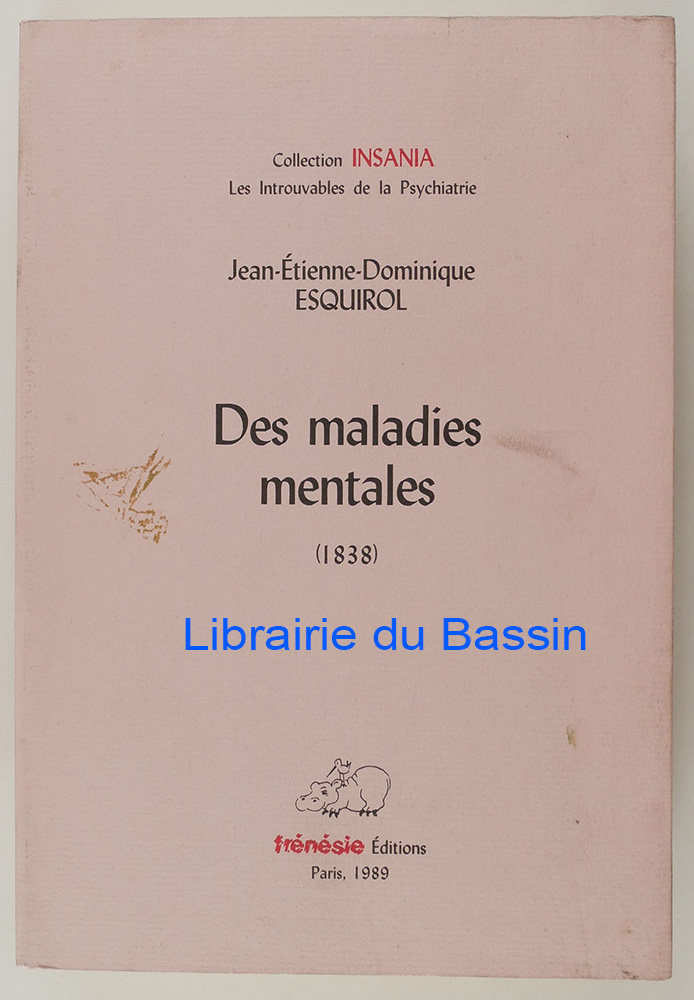 Collection INSANIA
Les Introuvables de la Psychiatrie
Jean-Étienne-Dominique
ESQUIROL
Des maladies
mentales
(1838)
Librairie du Bassin
frénésie Éditions
Paris, 1989